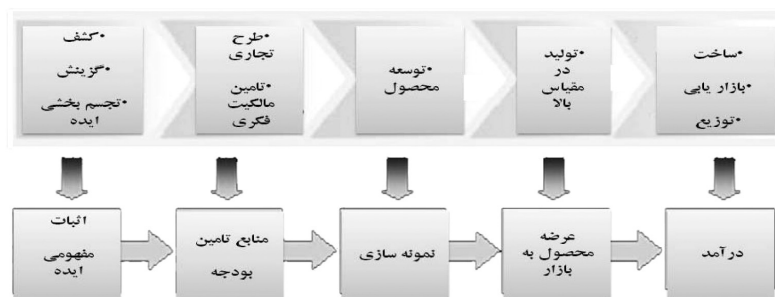 •کشف
•گزینش
•تجسم بخشی
ایده
•طرح
تجاری
•تامین
مالکیت
فکری
•توسعه
محصول
•تولید
در
مقیاس
بالا
•ساخت
•بازار یابی
•توزیع
اثبات
مفهومی
ایده
منابع تامین
بودجه
نمونه سازی
عرضه
محصول به
بازار
درآمد